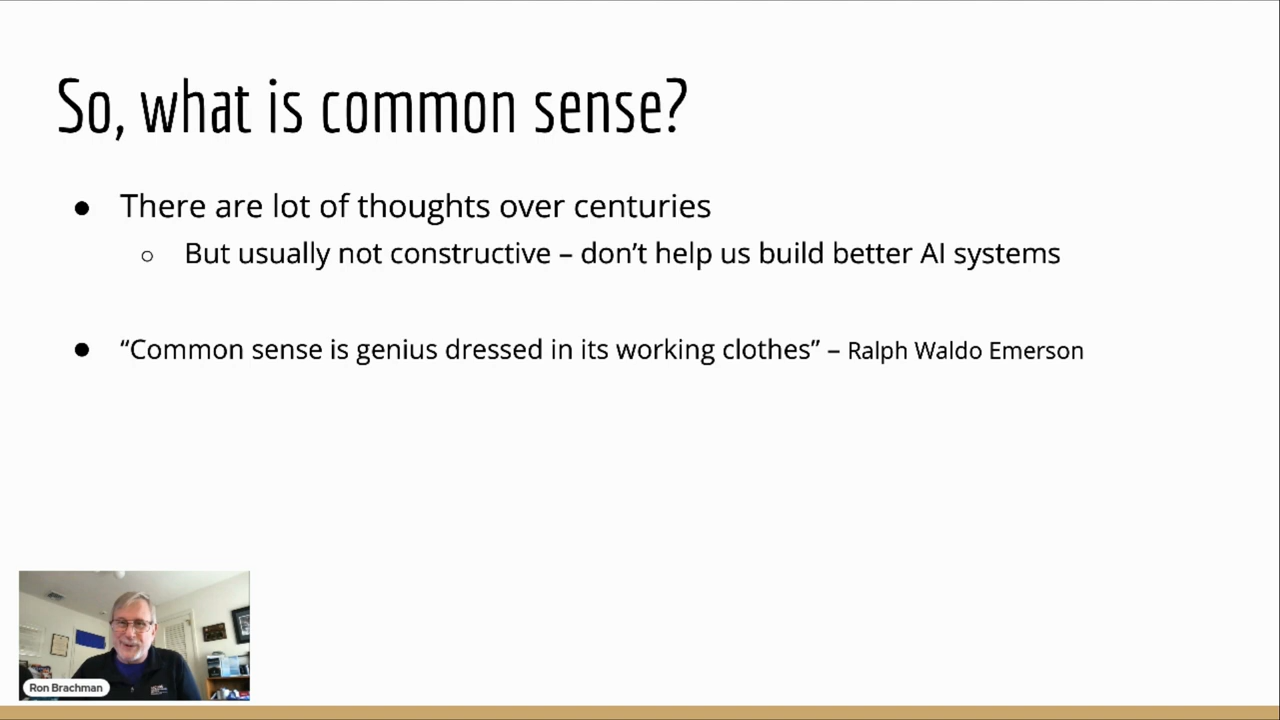 So, what is common sense?
● There are lot of thoughts over centuries
○ But usually not constructive – don’t help us build better AI systems
● “Common sense is genius dressed in its working clothes” – Ralph Waldo Emerson
Ron Brachman